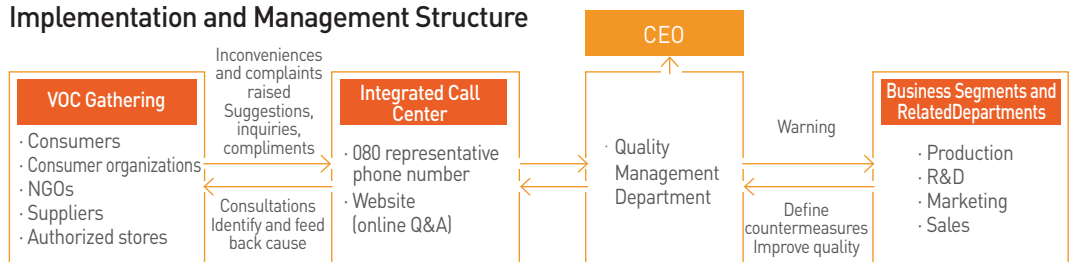 Implementation and Management Structure
VOC Gathering
· Consumers
· Consumer organizations
· NGOs
· Suppliers
· Authorized stores
Inconveniences
and complaints
raised
Suggestions,
inquiries,
compliments
Consultations
Identify and feed
back cause
Integrated Call
Center
· 080 representative
phone number
· Website
(online Q&A)
CEO
· Quality
Management
Department
Warning
Define
countermeasures
Improve quality
Business Segments and
RelatedDepartments
· Production
· R&D
· Marketing
· Sales